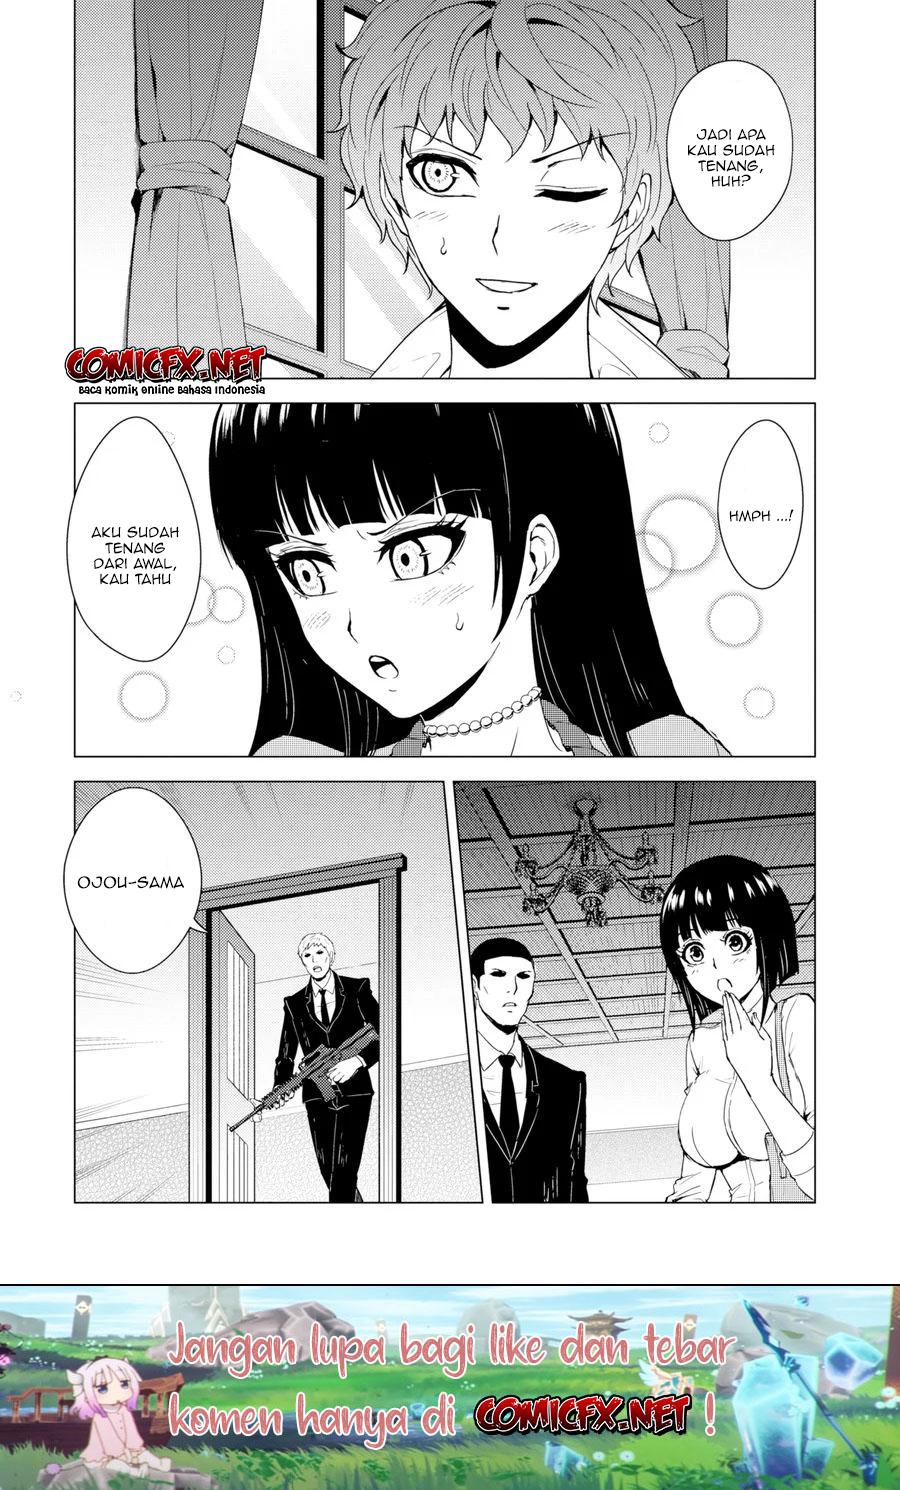 JADI APA
KAU SUDAH
TENANG,
HUH?
COMICFX.NET
BACA KOMIK ONLINE BAHASA INDONESIA
HMPH ...!
AKU SUDAH
TENANG
DARI AWAL,
KAU TAHU
OJOU-SAMA
Jangan lupa bagi like dan tebar
komen hanya di COMICFX.NET !